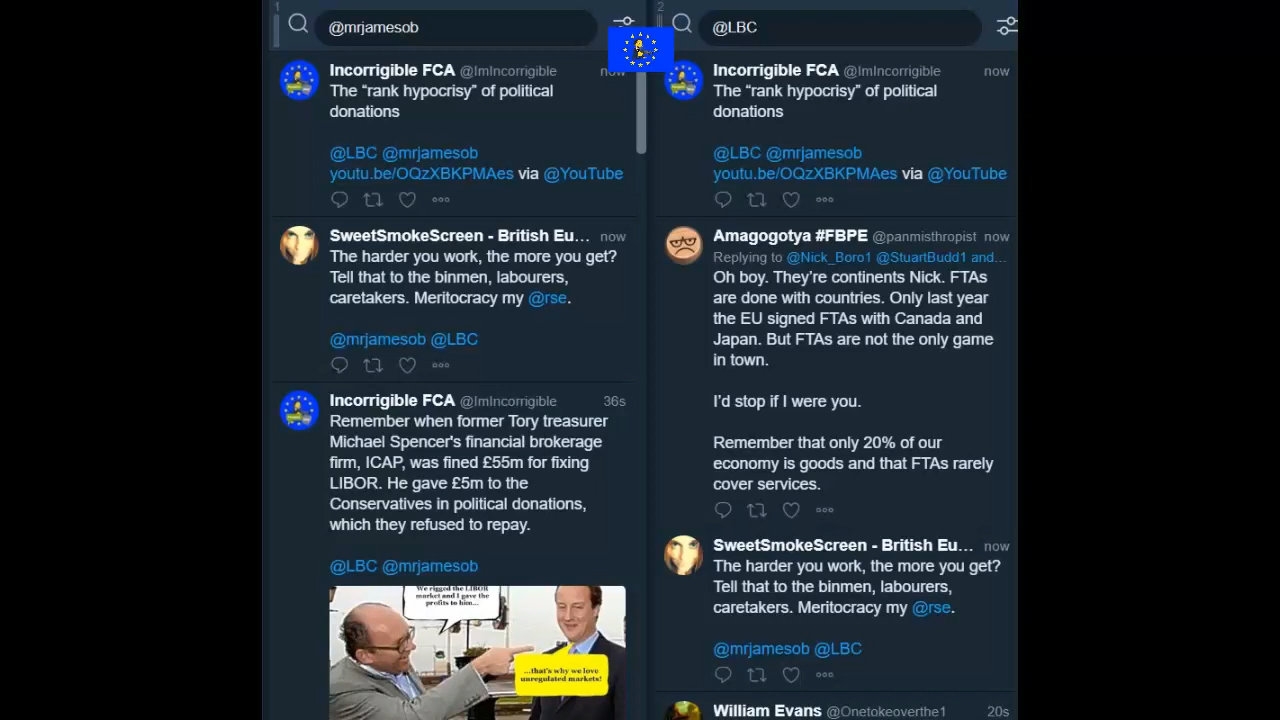 1
@mrjamesob
Incorrigible FCA @ImIncorrigible now
The “rank hypocrisy” of political
donations
@LBC @mrjamesob
youtu.be/OQzXBKPMAes via @YouTube
SweetSmokeScreen - British Eu... now
The harder you work, the more you get?
Tell that to the binmen, labourers,
caretakers. Meritocracy my @rse.
@mrjamesob @LBC
Incorrigible FCA @ImIncorrigible 36s
Remember when former Tory treasurer
Michael Spencer's financial brokerage
firm, ICAP, was fined £55m for fixing
LIBOR. He gave £5m to the
Conservatives in political donations,
which they refused to repay.
@LBC @mrjamesob
We rigged the LIBOR
market and I gave the
profits to him...
...that's why we love
unregulated markets!
2
@LBC
Incorrigible FCA @ImIncorrigible now
The “rank hypocrisy” of political
donations
@LBC @mrjamesob
youtu.be/OQzXBKPMAes via @YouTube
Amagogotya #FBPE @panmisthropist now
Replying to @Nick_Boro1 @StuartBudd1 and...
Oh boy. They’re continents Nick. FTAs
are done with countries. Only last year
the EU signed FTAs with Canada and
Japan. But FTAs are not the only game
in town.
I’d stop if I were you.
Remember that only 20% of our
economy is goods and that FTAs rarely
cover services.
SweetSmokeScreen - British Eu... now
The harder you work, the more you get?
Tell that to the binmen, labourers,
caretakers. Meritocracy my @rse.
@mrjamesob @LBC
William Evans @Onetakeoverthe1 20s